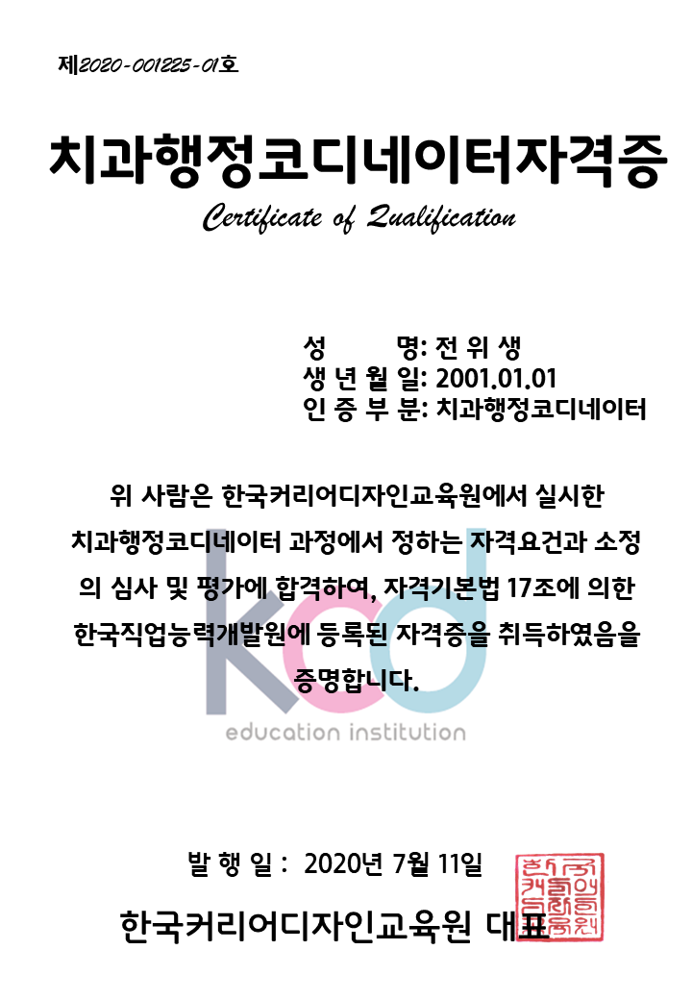 제2020-001225-01호
치과행정코디네이터자격증
Certificate of Qualification
성 명: 전 위 생
생 년 월 일: 2001.01.01
인 증 부 분: 치과행정코디네이터
위 사람은 한국커리어디자인교육원에서 실시한
치과행정코디네이터 과정에서 정하는 자격요건과 소정
의 심사 및 평가에 합격하여, 자격기본법 17조에 의한
한국직업능력개발원에 등록된 자격증을 취득하였음을
증명합니다.
kcd
education institution
발 행 일 : 2020년 7월 11일
한국커리어디자인교육원 대표